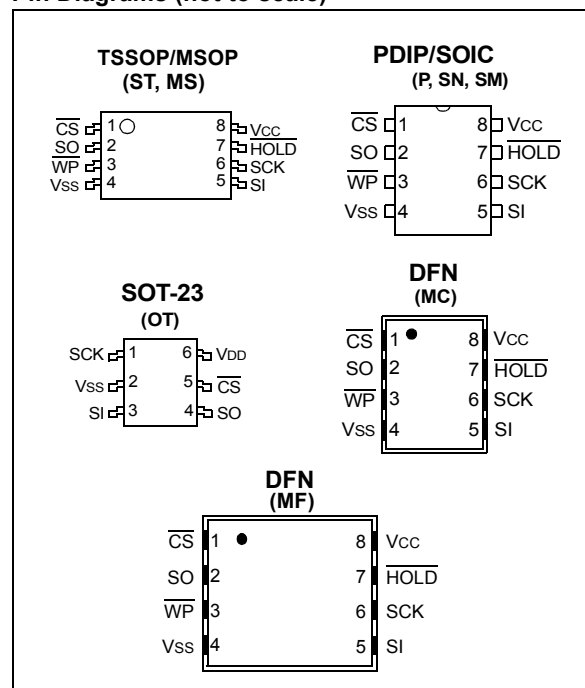 Pin Diagrams (not to scale)
TSSOP/MSOP
(ST, MS)
CS 1 8 VCC
SO 2 7 HOLD
WP 3 6 SCK
VSS 4 5 SI
PDIP/SOIC
(P, SN, SM)
CS 1 8 VCC
SO 2 7 HOLD
WP 3 6 SCK
VSS 4 5 SI
SOT-23
(OT)
SCK 1 6 VDD
VSS 2 5 CS
SI 3 4 SO
DFN
(MC)
CS 1 8 VCC
SO 2 7 HOLD
WP 3 6 SCK
VSS 4 5 SI
DFN
(MF)
CS 1 8 VCC
SO 2 7 HOLD
WP 3 6 SCK
VSS 4 5 SI